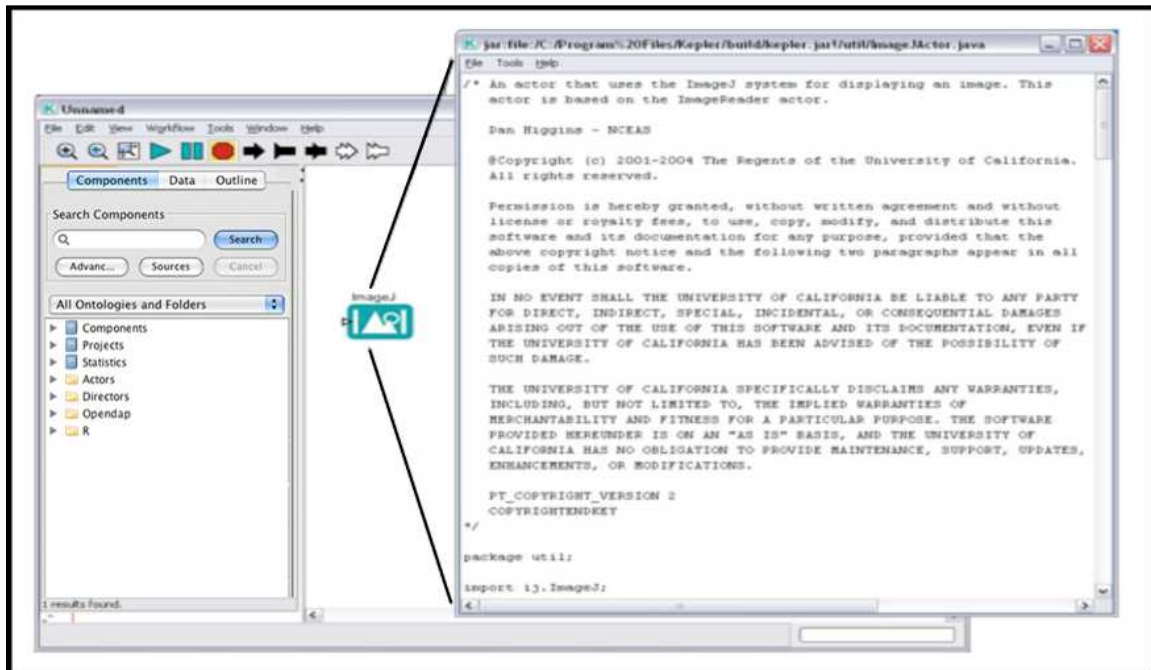 Unnamed
File Edit View Workflow Tools Window Help
Components Data Outline
Search Components
Search
Advanc... Sources Cancel
All Ontologies and Folders
Components
Projects
Statistics
Actors
Directors
Opendap
R
1 results found.
ImageJ
jar:file:/C:/Program%20Files/Kepler/build/kepler.jar!/util/ImageJActor.java
File Tools Help
/* An actor that uses the ImageJ system for displaying an image. This
actor is based on the ImageReader actor.
Dan Higgins - NCEAS
@Copyright (c) 2001-2004 The Regents of the University of California.
All rights reserved.
Permission is hereby granted, without written agreement and without
license or royalty fees, to use, copy, modify, and distribute this
software and its documentation for any purpose, provided that the
above copyright notice and the following two paragraphs appear in all
copies of this software.
IN NO EVENT SHALL THE UNIVERSITY OF CALIFORNIA BE LIABLE TO ANY PARTY
FOR DIRECT, INDIRECT, SPECIAL, INCIDENTAL, OR CONSEQUENTIAL DAMAGES
ARISING OUT OF THE USE OF THIS SOFTWARE AND ITS DOCUMENTATION, EVEN IF
THE UNIVERSITY OF CALIFORNIA HAS BEEN ADVISED OF THE POSSIBILITY OF
SUCH DAMAGE.
THE UNIVERSITY OF CALIFORNIA SPECIFICALLY DISCLAIMS ANY WARRANTIES,
INCLUDING, BUT NOT LIMITED TO, THE IMPLIED WARRANTIES OF
MERCHANTABILITY AND FITNESS FOR A PARTICULAR PURPOSE. THE SOFTWARE
PROVIDED HEREUNDER IS ON AN "AS IS" BASIS, AND THE UNIVERSITY OF
CALIFORNIA HAS NO OBLIGATION TO PROVIDE MAINTENANCE, SUPPORT, UPDATES,
ENHANCEMENTS, OR MODIFICATIONS.
PT_COPYRIGHT_VERSION 2
COPYRIGHTENDKEY
*/
package util;
import ij.ImageJ;